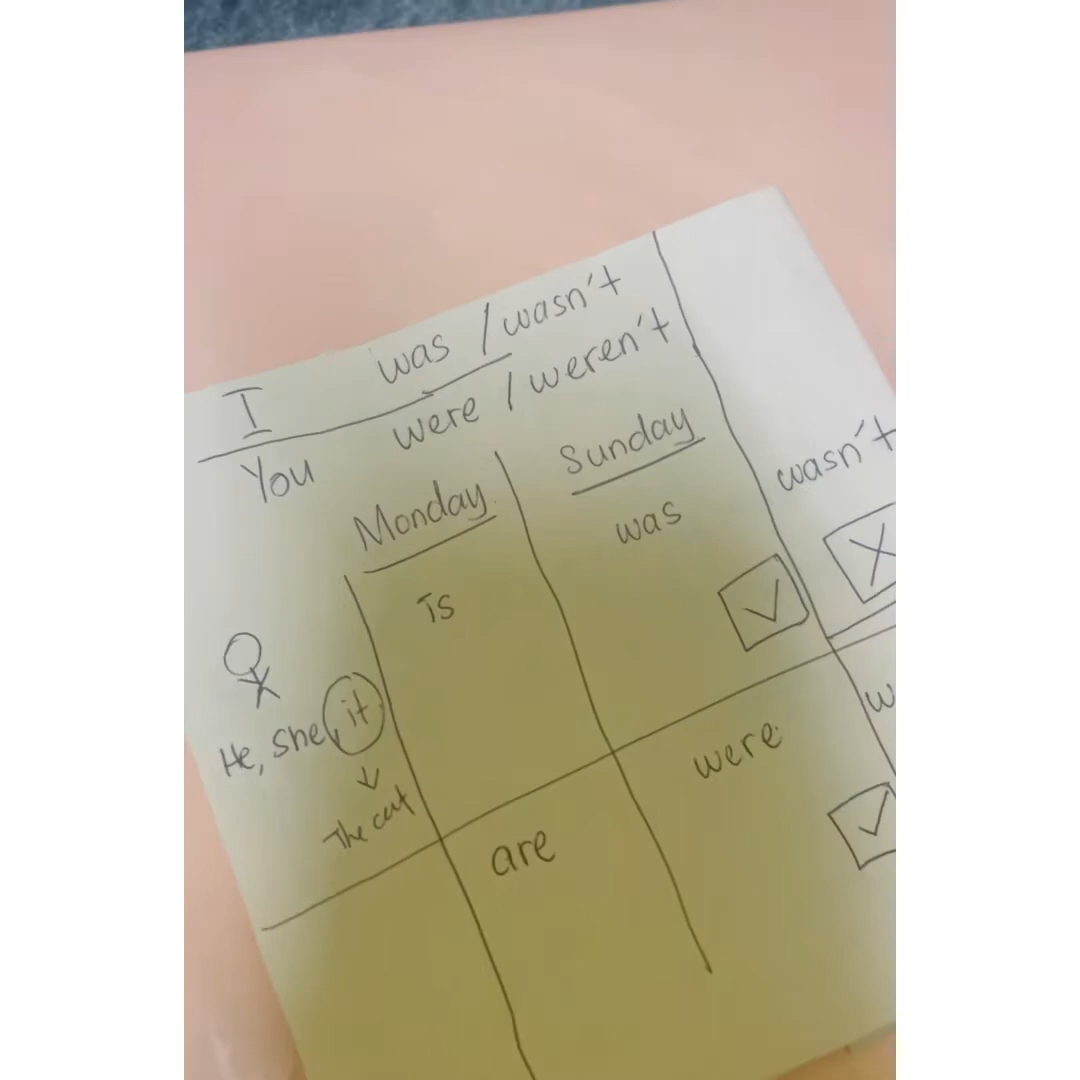 I was / wasn't
You were / weren't
Monday Sunday
is was wasn't
He, She, it
The cat
are were